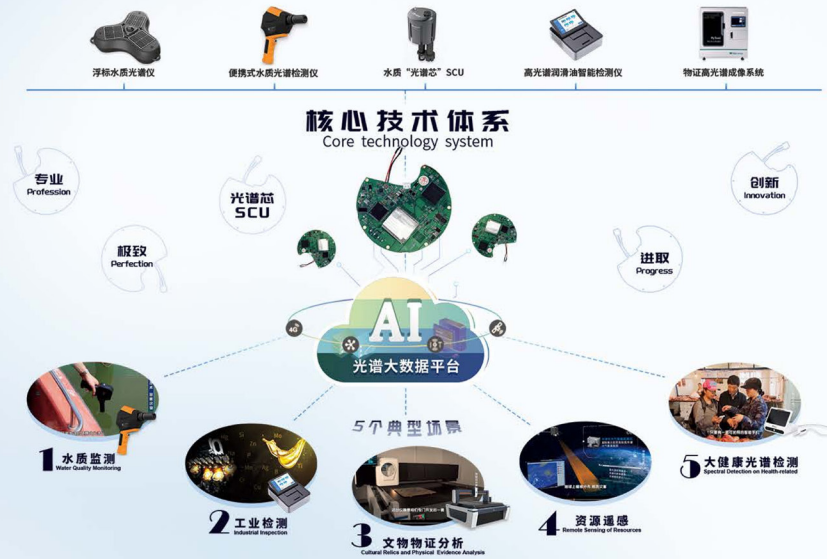 浮标水质光谱仪
便携式水质光谱检测仪
水质“光谱芯”SCU
高光谱润滑油智能检测仪
物证高光谱成像系统
核心技术体系
Core technology system
专业
Profession
光谱芯
SCU
创新
Innovation
极致
Perfection
进取
Progress
4G
AI
光谱大数据平台
5个典型场景
1 水质监测
Water Quality Monitoring
2 工业检测
Industrial Inspection
3 文物物证分析
Cultural Relics and Physical Evidence Analysis
4 资源遥感
Remote Sensing of Resources
5 大健康光谱检测
Spectral Detection on Health-related